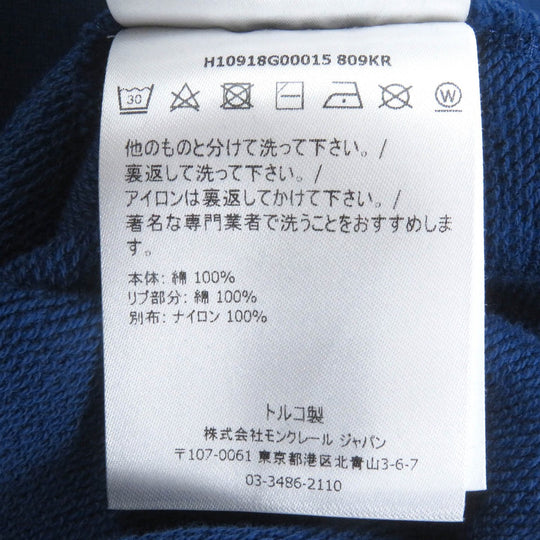 H10918G00015 809KR
30
W
他のものと分けて洗って下さい。/
裏返して洗って下さい。/
アイロンは裏返してかけて下さい。/
著名な専門業者で洗うことをおすすめしま
す。
本体: 綿 100%
リブ部分: 綿 100%
別布: ナイロン 100%
トルコ製
株式会社モンクレール ジャパン
〒107-0061 東京都港区北青山3-6-7
03-3486-2110